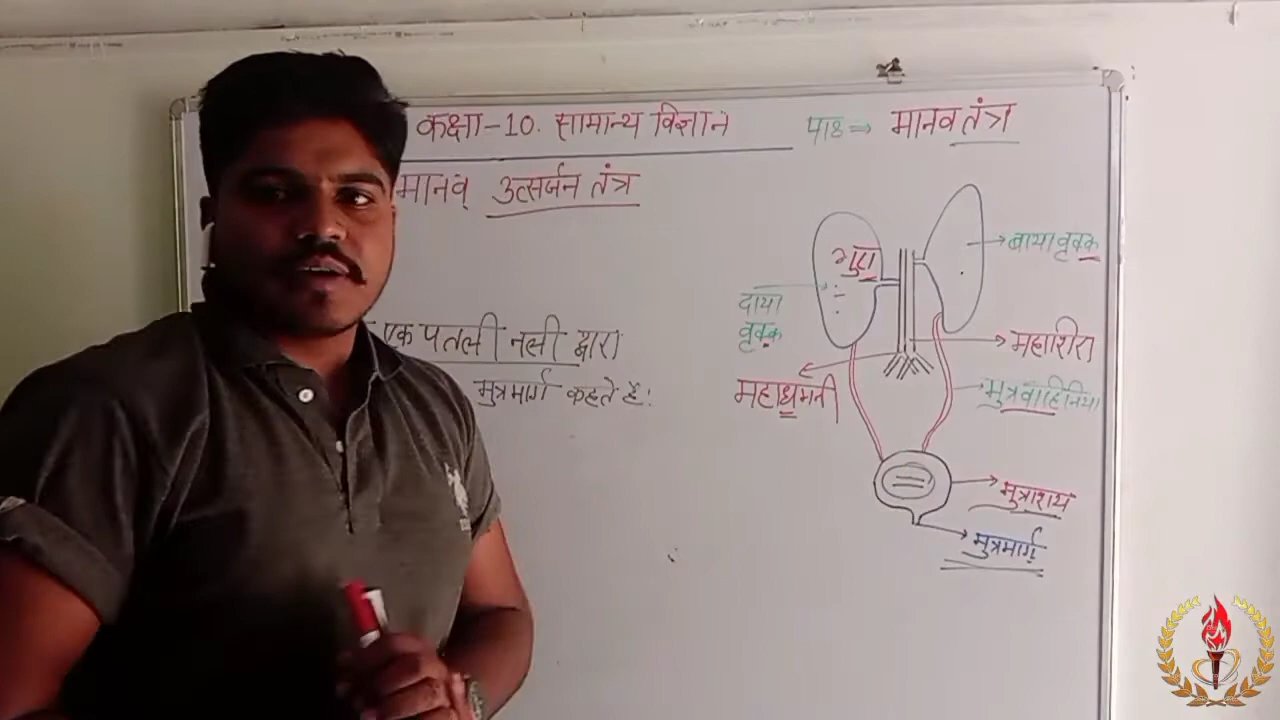 कक्षा-10. सामान्य विज्ञान
पाठ ⇒ मानव तंत्र
मानव उत्सर्जन तंत्र
बाया वृक्क
भुरा
दाया
वृक्क
एक पतली नली द्वारा
महाशीरा
महाधमनी
मुत्रमार्ग कहते है!
मुत्रवाहिनिया
मुत्राशय
मुत्रमार्ग